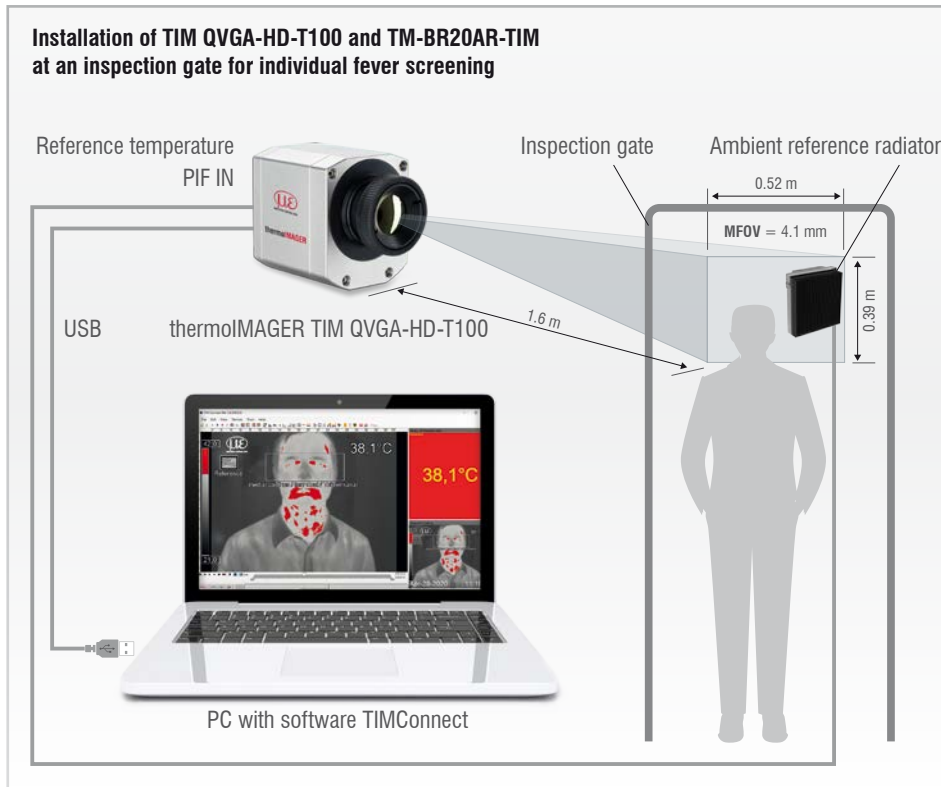 Installation of TIM QVGA-HD-T100 and TM-BR20AR-TIM
at an inspection gate for individual fever screening
Reference temperature
PIF IN
Inspection gate
Ambient reference radiator
0.52 m
MFOV = 4.1 mm
0.39 m
1.6 m
thermoIMAGER
USB
thermoIMAGER TIM QVGA-HD-T100
38,1°C
38,1°C
PC with software TIMConnect